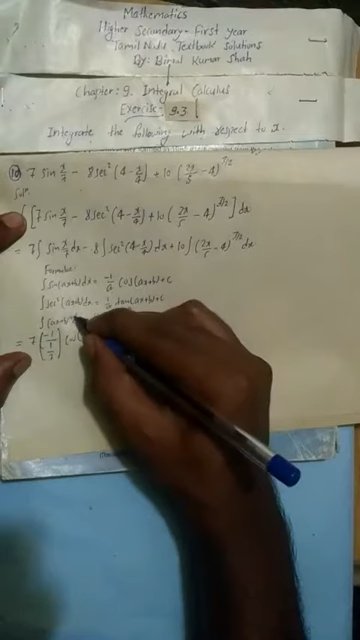 Mathematics
Higher Secondary - First year
Tamil Nadu Textbook Solutions
By: Birml Kumar Shah
Chapter: 9. Integral Calculus
Exercise: 9.3
Integrate the following with respect to x.
10) 7 sin x/7 - 8 sec² (4 - x/4) + 10 (2x/5 - 4)^7/2
Solⁿ.
∫ [7 sin x/7 - 8 sec² (4 - x/4) + 10 (2x/5 - 4)^7/2] dx
= 7 ∫ sin x/7 dx - 8 ∫ sec² (4 - x/4) dx + 10 ∫ (2x/5 - 4)^7/2 dx
Formula:
∫ sin(ax+b) dx = -1/a cos(ax+b) + c
∫ sec² (ax+b) dx = 1/a tan(ax+b) + c
∫ (ax+b)
= 7 (-1/(1/7)) cos